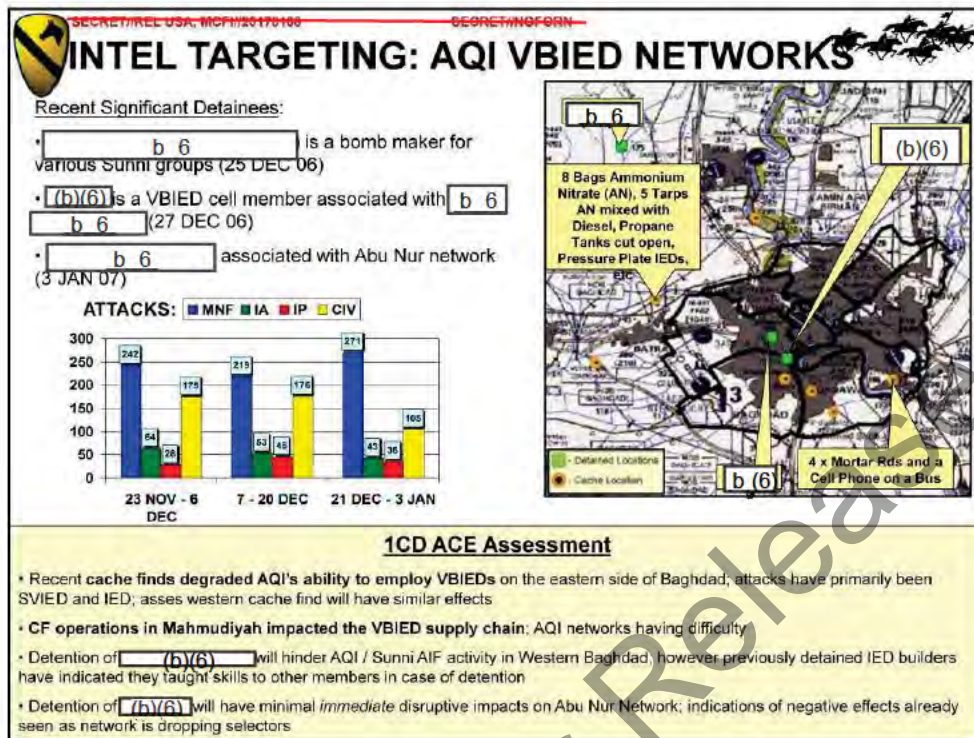 SECRET//REL USA, MCFI//20170108 SECRET//NOFORN
INTEL TARGETING: AQI VBIED NETWORKS
Recent Significant Detainees:
• b 6 ) is a bomb maker for
various Sunni groups (25 DEC 06)
• (b)(6) is a VBIED cell member associated with b 6
b 6 (27 DEC 06)
• b 6 associated with Abu Nur network
(3 JAN 07)
ATTACKS: MNF IA IP CIV
300
250
200
150
100
50
0
242
64
28
175
53
45
176
271
43
36
105
23 NOV - 6
DEC
7 - 20 DEC
21 DEC - 3 JAN
b 6
(b)(6)
8 Bags Ammonium
Nitrate (AN), 5 Tarps
AN mixed with
Diesel, Propane
Tanks cut open,
Pressure Plate IEDs,
BAGHDAD
13
- Detained Locations
- Cache Location
b (6)
4 x Mortar Rds and a
Cell Phone on a Bus
1CD ACE Assessment
• Recent cache finds degraded AQI's ability to employ VBIEDs on the eastern side of Baghdad; attacks have primarily been
SVIED and IED; asses western cache find will have similar effects
• CF operations in Mahmudiyah impacted the VBIED supply chain; AQI networks having difficulty
• Detention of (b)(6) will hinder AQI / Sunni AIF activity in Western Baghdad; however previously detained IED builders
have indicated they taught skills to other members in case of detention
• Detention of (b)(6) will have minimal immediate disruptive impacts on Abu Nur Network; indications of negative effects already
seen as network is dropping selectors
Release